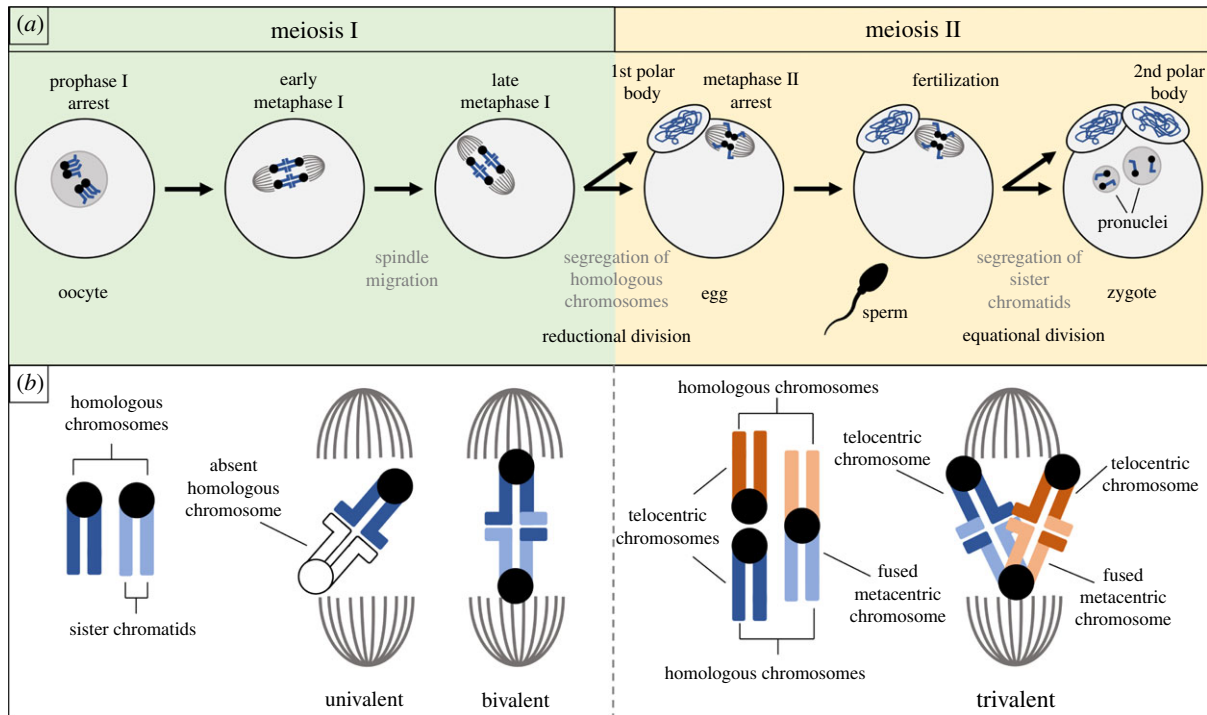 (a)
meiosis I
meiosis II
prophase I
arrest
early
metaphase I
late
metaphase I
1st polar
body
metaphase II
arrest
fertilization
2nd polar
body
pronuclei
spindle
migration
segregation of
homologous
chromosomes
segregation of
sister
chromatids
oocyte
egg
sperm
zygote
reductional division
equational division
(b)
homologous
chromosomes
absent
homologous
chromosome
sister chromatids
univalent
bivalent
homologous chromosomes
telocentric
chromosomes
fused
metacentric
chromosome
homologous chromosomes
telocentric
chromosome
telocentric
chromosome
fused
metacentric
chromosome
trivalent